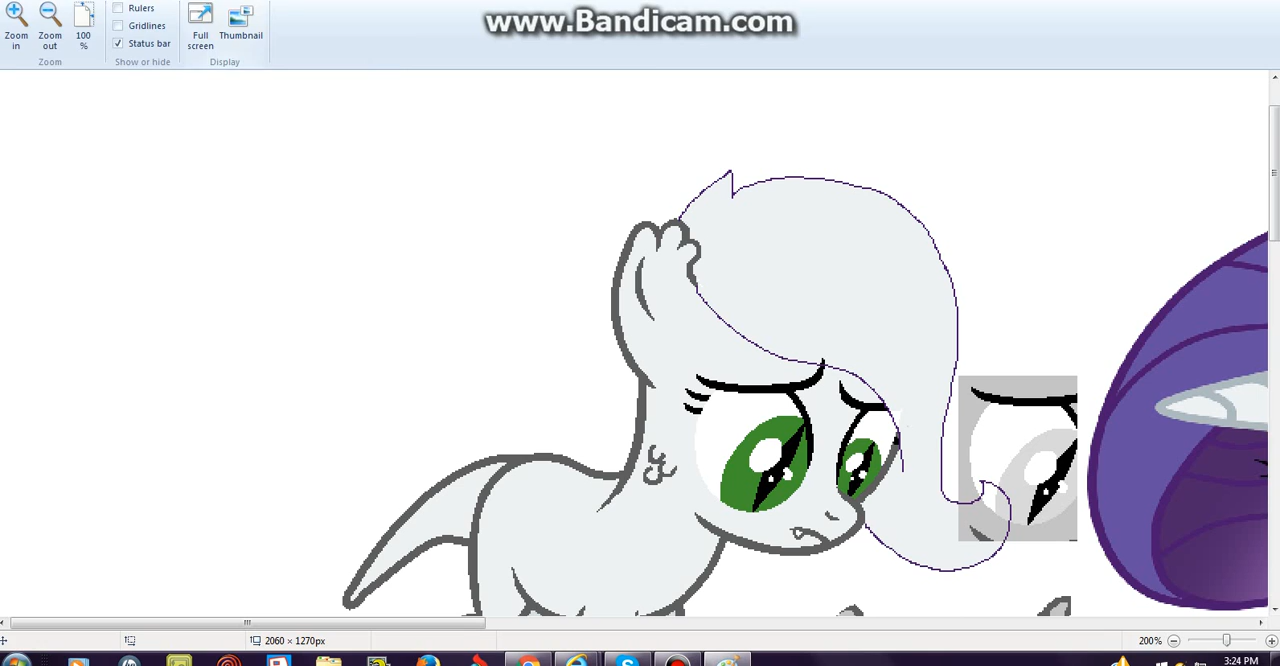 www.Bandicam.com
Zoom in
Zoom out
100 %
Rulers
Gridlines
Status bar
Full screen
Thumbnail
Zoom
Show or hide
Display
2060 × 1270px
200%
3:24 PM